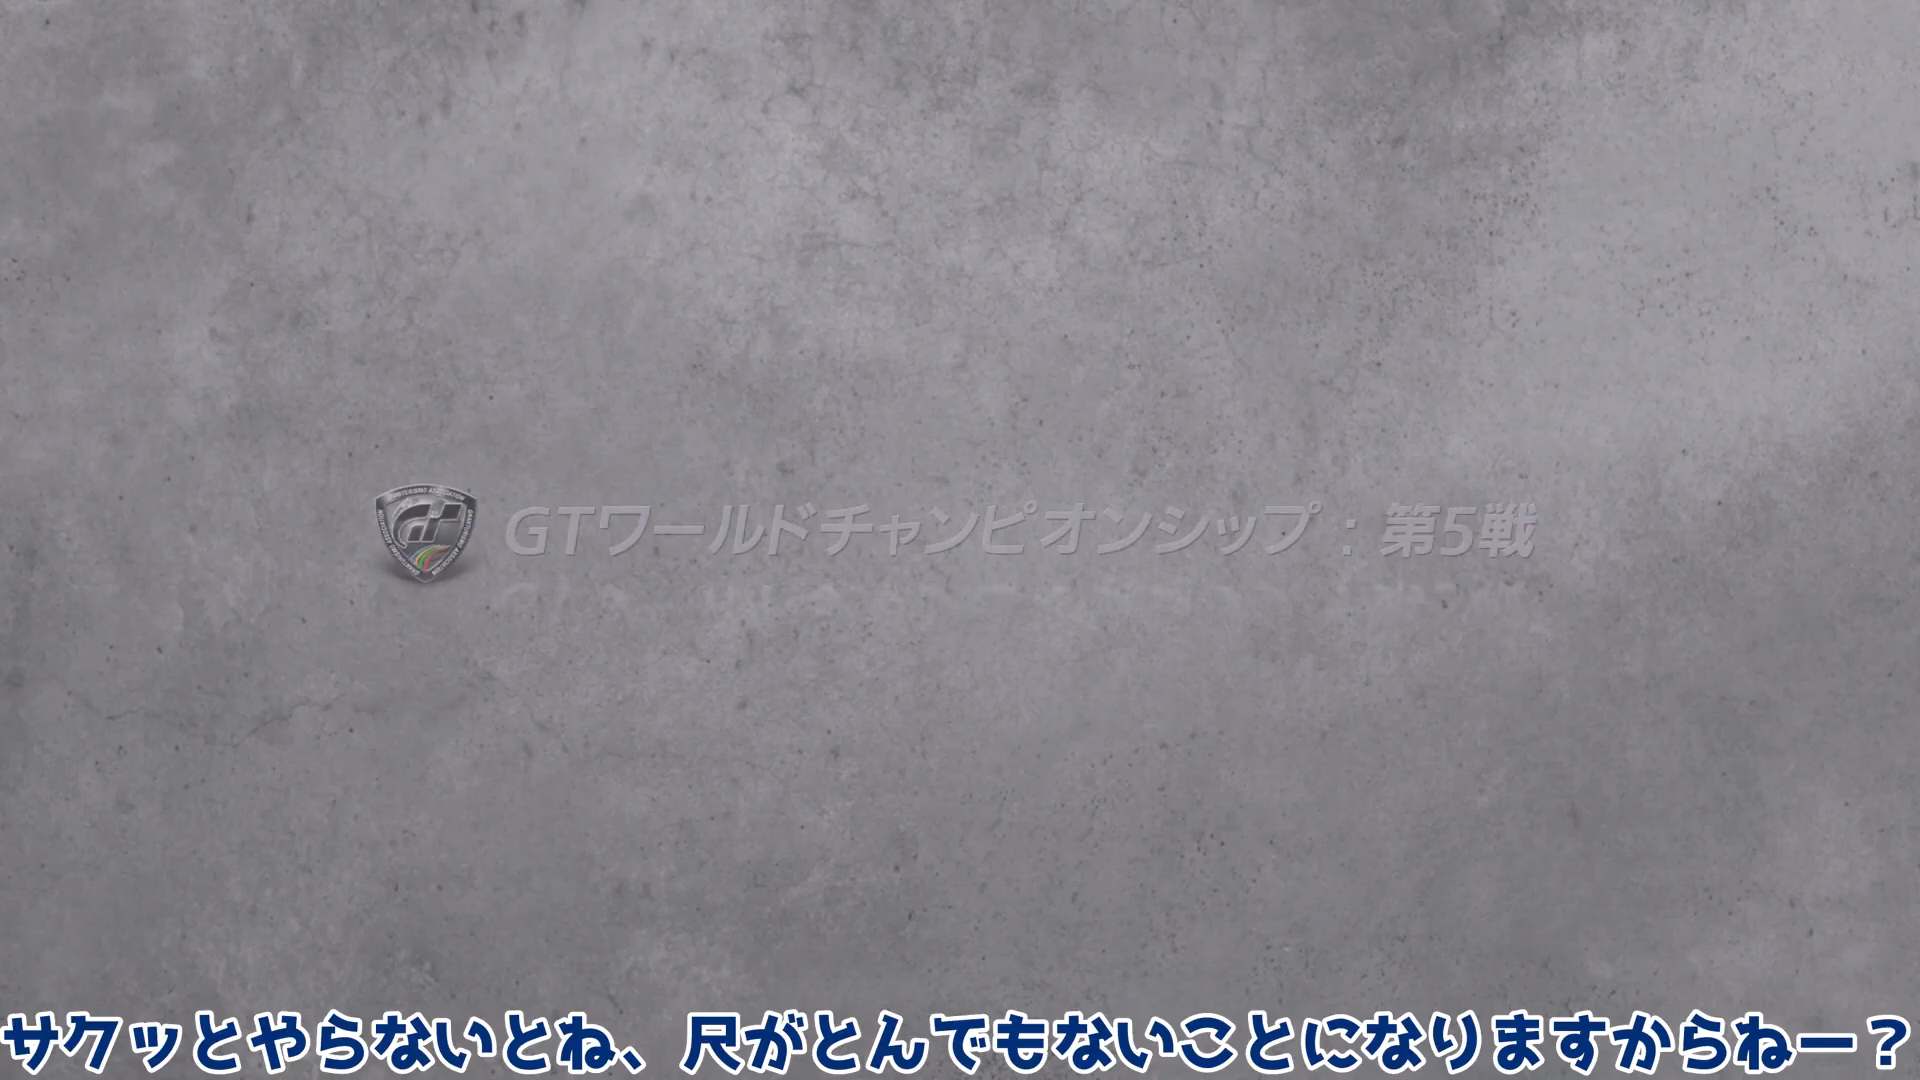 GTワールドチャンピオンシップ：第5戦
サクッとやらないとね、尺がとんでもないことになりますからねー？